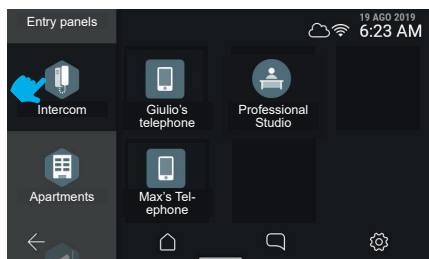 Entry panels
19 AGO 2019
6:23 AM
Intercom
Giulio's
telephone
Professional
Studio
Apartments
Max's Tel-
ephone